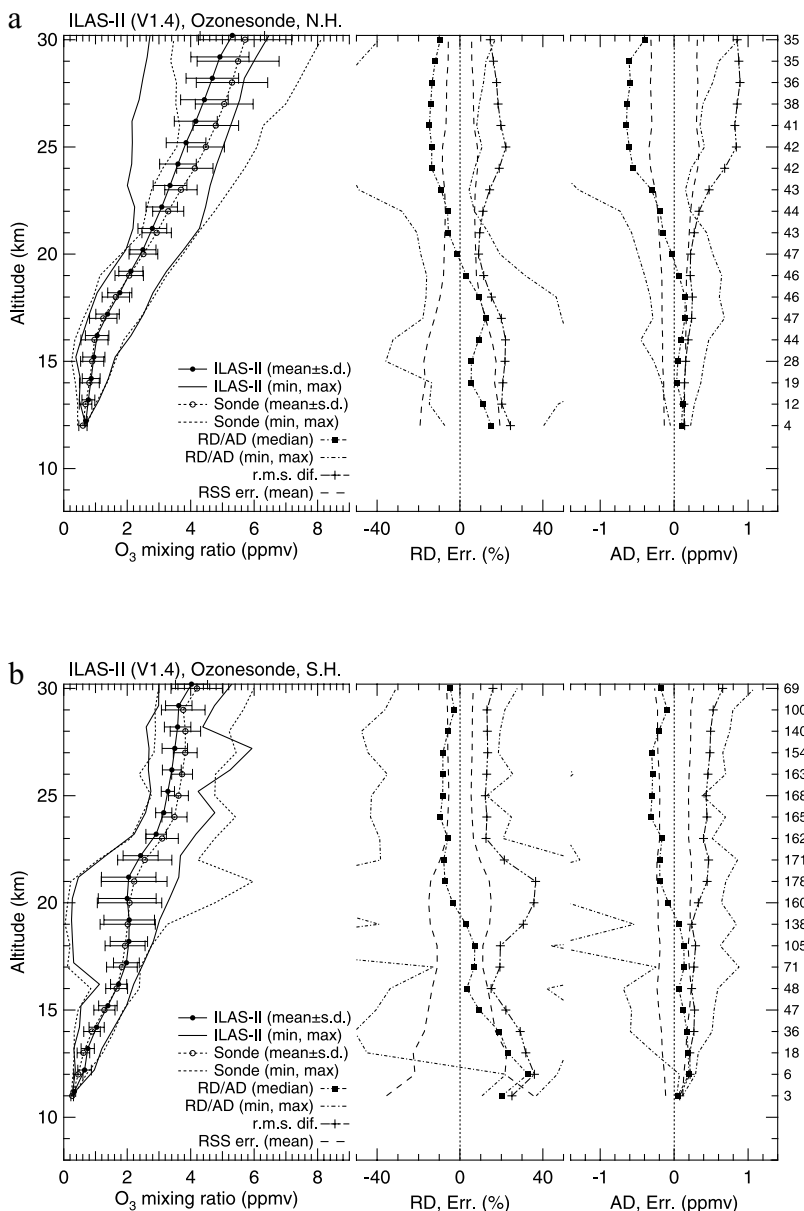 a
ILAS-II (V1.4), Ozonesonde, N.H.
30
25
20
15
10
Altitude (km)
ILAS-II (mean±s.d.)
ILAS-II (min, max)
Sonde (mean±s.d.)
Sonde (min, max)
RD/AD (median)
RD/AD (min, max)
r.m.s. dif.
RSS err. (mean)
35
35
36
38
41
42
42
43
44
43
47
46
46
47
44
28
19
12
4
0 2 4 6 8 -40 0 40 -1 0 1
O3 mixing ratio (ppmv) RD, Err. (%) AD, Err. (ppmv)
b
ILAS-II (V1.4), Ozonesonde, S.H.
30
25
20
15
10
Altitude (km)
ILAS-II (mean±s.d.)
ILAS-II (min, max)
Sonde (mean±s.d.)
Sonde (min, max)
RD/AD (median)
RD/AD (min, max)
r.m.s. dif.
RSS err. (mean)
69
100
140
154
163
168
165
162
171
178
160
138
105
71
48
47
36
18
6
3
0 2 4 6 8 -40 0 40 -1 0 1
O3 mixing ratio (ppmv) RD, Err. (%) AD, Err. (ppmv)